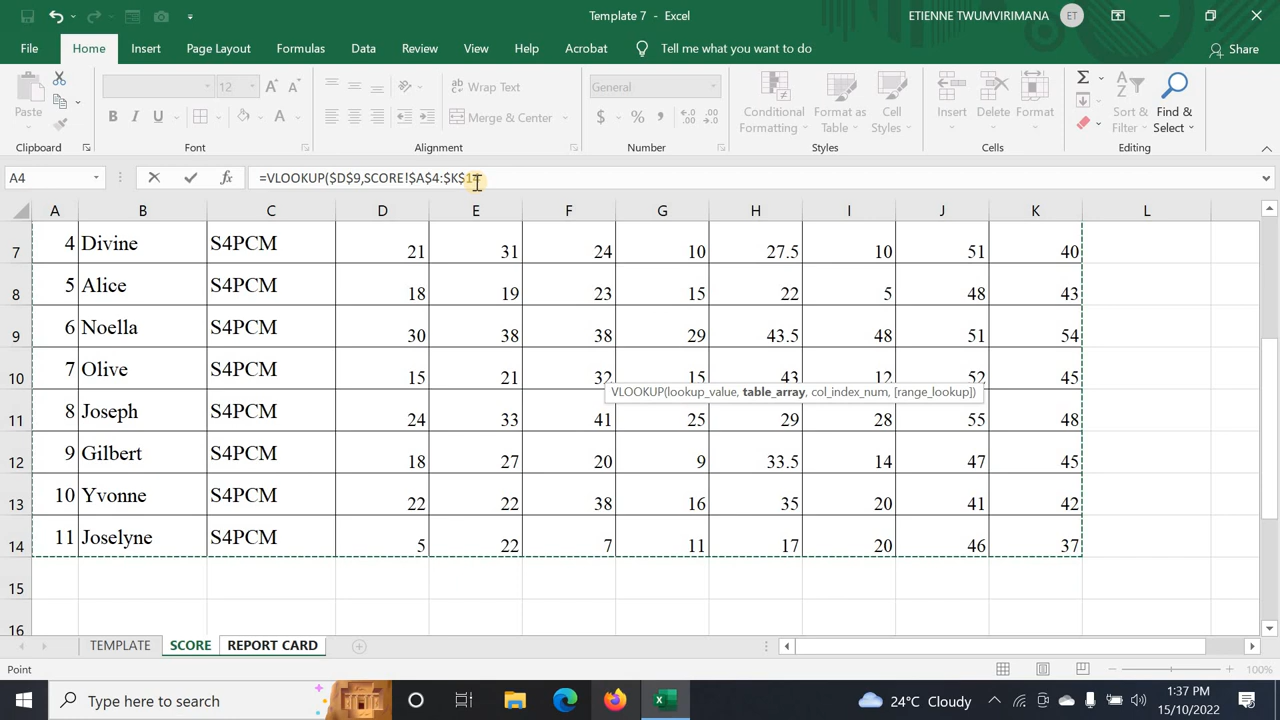 Template 7 - Excel
ETIENNE TWUMVIRIMANA ET
File Home Insert Page Layout Formulas Data Review View Help Acrobat Tell me what you want to do Share
Paste
12
B I U
A A
Wrap Text
Merge & Center
General
$ % ,
Conditional Formatting
Format as Table
Cell Styles
Insert Delete Format
Sort & Filter
Find & Select
Clipboard Font Alignment Number Styles Cells Editing
A4 fx =VLOOKUP($D$9,SCORE!$A$4:$K$14
A B C D E F G H I J K L
7 4 Divine S4PCM 21 31 24 10 27.5 10 51 40
8 5 Alice S4PCM 18 19 23 15 22 5 48 43
9 6 Noella S4PCM 30 38 38 29 43.5 48 51 54
10 7 Olive S4PCM 15 21 32 15 43 12 52 45
VLOOKUP(lookup_value, table_array, col_index_num, [range_lookup])
11 8 Joseph S4PCM 24 33 41 25 29 28 55 48
12 9 Gilbert S4PCM 18 27 20 9 33.5 14 47 45
13 10 Yvonne S4PCM 22 22 38 16 35 20 41 42
14 11 Joselyne S4PCM 5 22 7 11 17 20 46 37
15
16
TEMPLATE SCORE REPORT CARD
Point
100%
Type here to search
24°C Cloudy
1:37 PM
15/10/2022